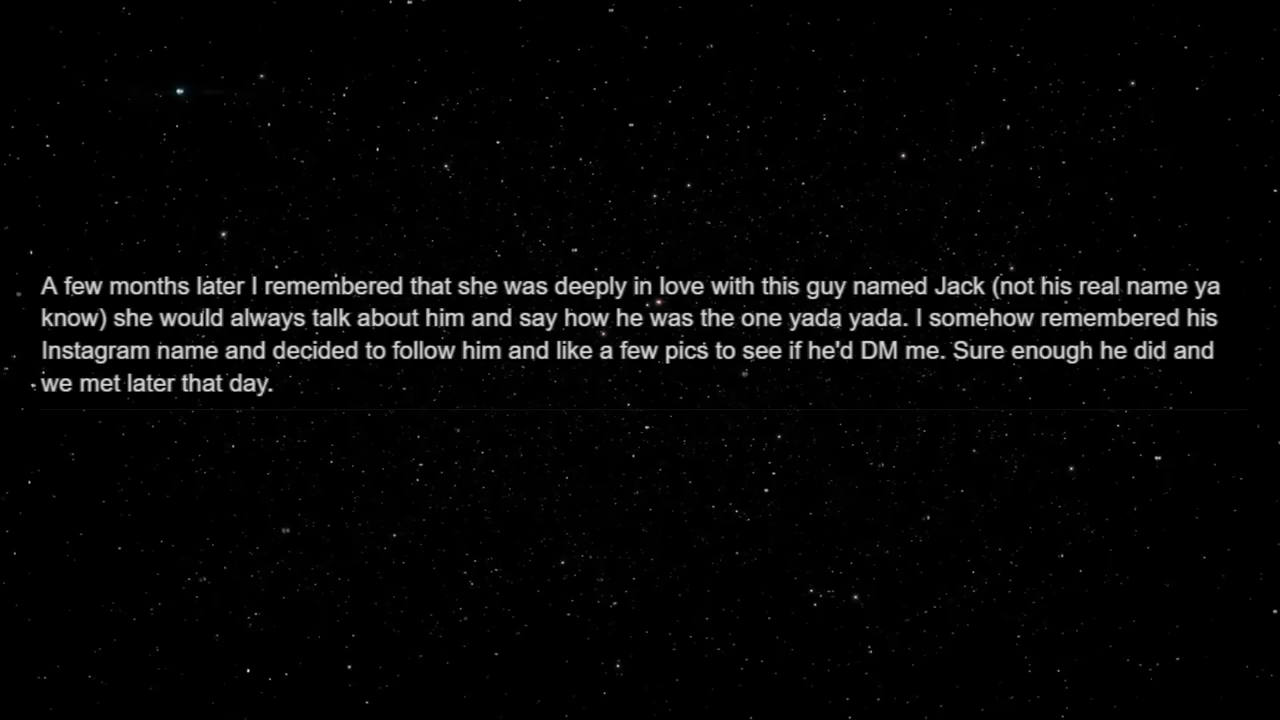 A few months later I remembered that she was deeply in love with this guy named Jack (not his real name ya
know) she would always talk about him and say how he was the one yada yada. I somehow remembered his
Instagram name and decided to follow him and like a few pics to see if he'd DM me. Sure enough he did and
we met later that day.